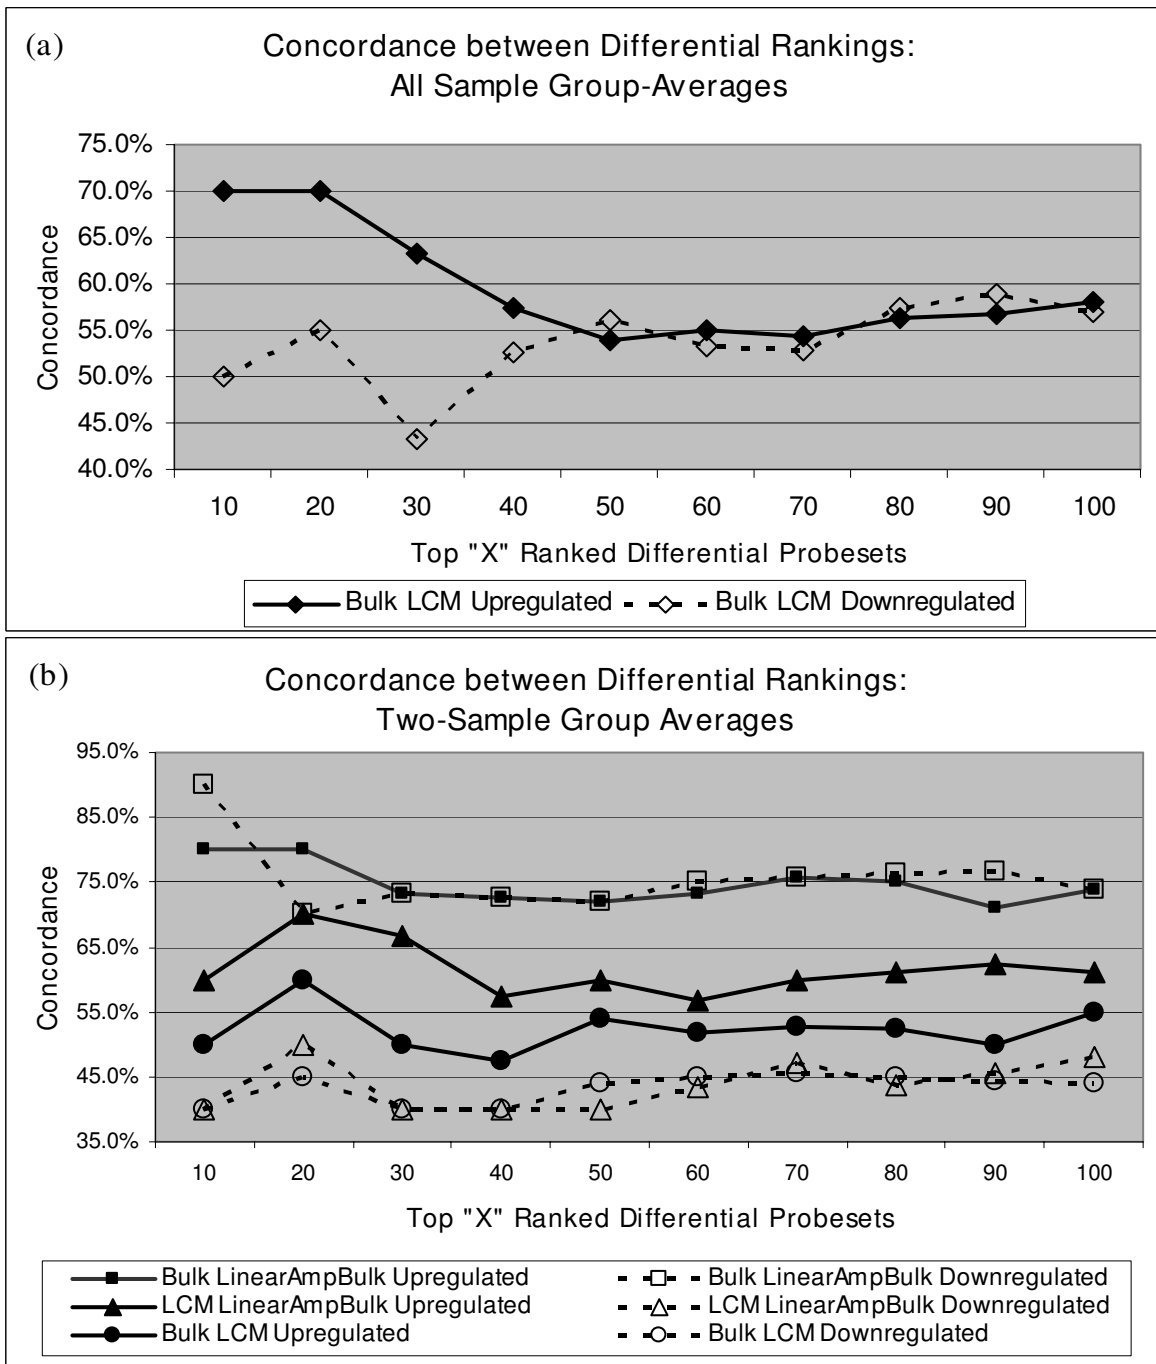 (a)
Concordance between Differential Rankings:
All Sample Group-Averages
75.0%
70.0%
65.0%
60.0%
55.0%
50.0%
45.0%
40.0%
Concordance
10 20 30 40 50 60 70 80 90 100
Top "X" Ranked Differential Probesets
Bulk LCM Upregulated Bulk LCM Downregulated
(b)
Concordance between Differential Rankings:
Two-Sample Group Averages
95.0%
85.0%
75.0%
65.0%
55.0%
45.0%
35.0%
Concordance
10 20 30 40 50 60 70 80 90 100
Top "X" Ranked Differential Probesets
Bulk LinearAmpBulk Upregulated Bulk LinearAmpBulk Downregulated
LCM LinearAmpBulk Upregulated LCM LinearAmpBulk Downregulated
Bulk LCM Upregulated Bulk LCM Downregulated